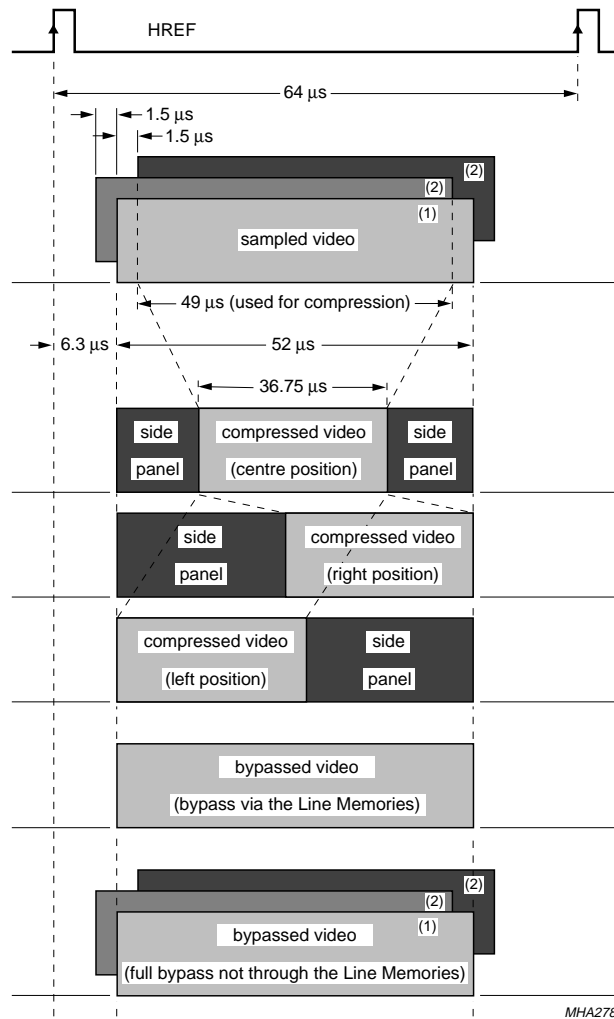 HREF
64 µs
1.5 µs
1.5 µs
(2)
(2)
(1)
sampled video
49 µs (used for compression)
6.3 µs
52 µs
36.75 µs
side panel
compressed video (centre position)
side panel
side panel
compressed video (right position)
compressed video (left position)
side panel
bypassed video
(bypass via the Line Memories)
(2)
(2)
(1)
bypassed video
(full bypass not through the Line Memories)
MHA278